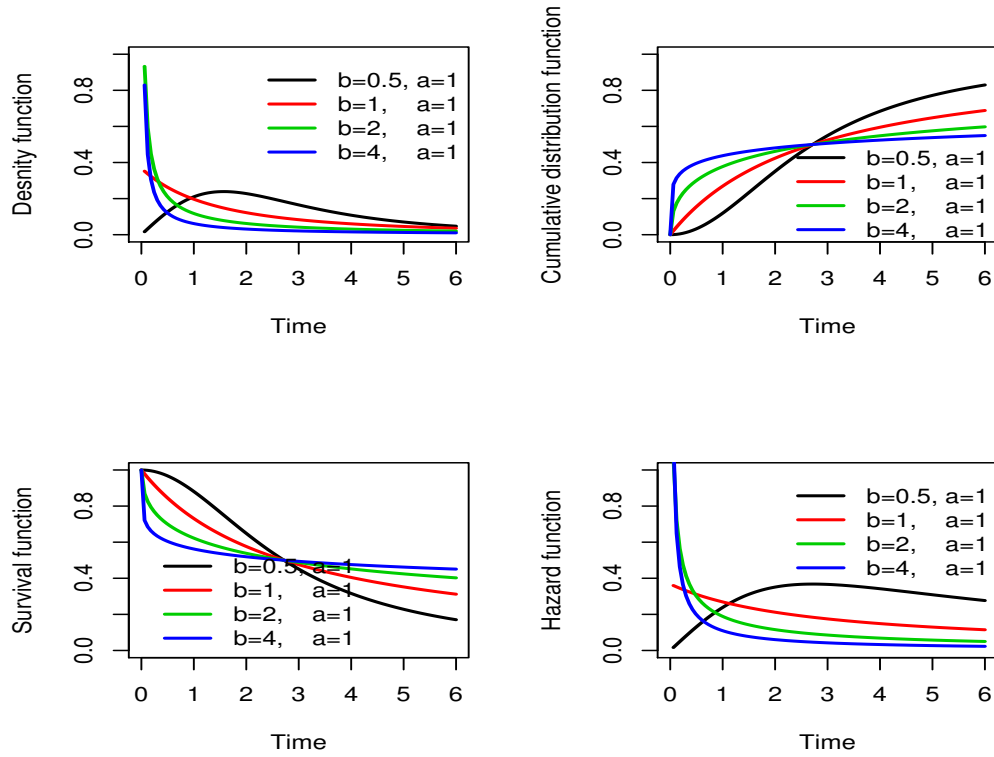 Desnity function
0.0 0.4 0.8
b=0.5, a=1
b=1, a=1
b=2, a=1
b=4, a=1
0 1 2 3 4 5 6
Time
Cumulative distribution function
0.0 0.4 0.8
b=0.5, a=1
b=1, a=1
b=2, a=1
b=4, a=1
0 1 2 3 4 5 6
Time
Survival function
0.0 0.4 0.8
b=0.5, a=1
b=1, a=1
b=2, a=1
b=4, a=1
0 1 2 3 4 5 6
Time
Hazard function
0.0 0.4 0.8
b=0.5, a=1
b=1, a=1
b=2, a=1
b=4, a=1
0 1 2 3 4 5 6
Time